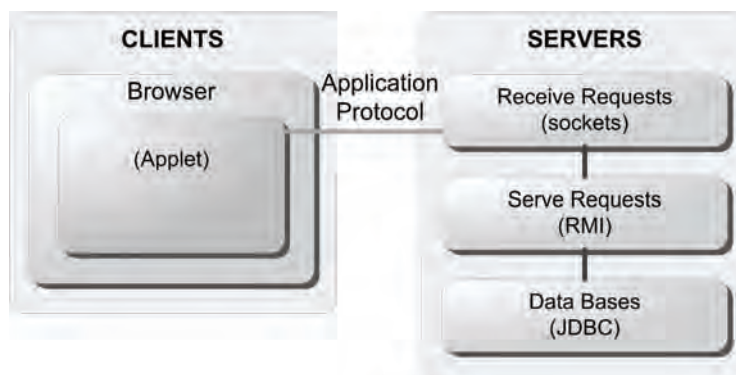 CLIENTS
Browser
(Applet)
Application
Protocol
SERVERS
Receive Requests
(sockets)
Serve Requests
(RMI)
Data Bases
(JDBC)